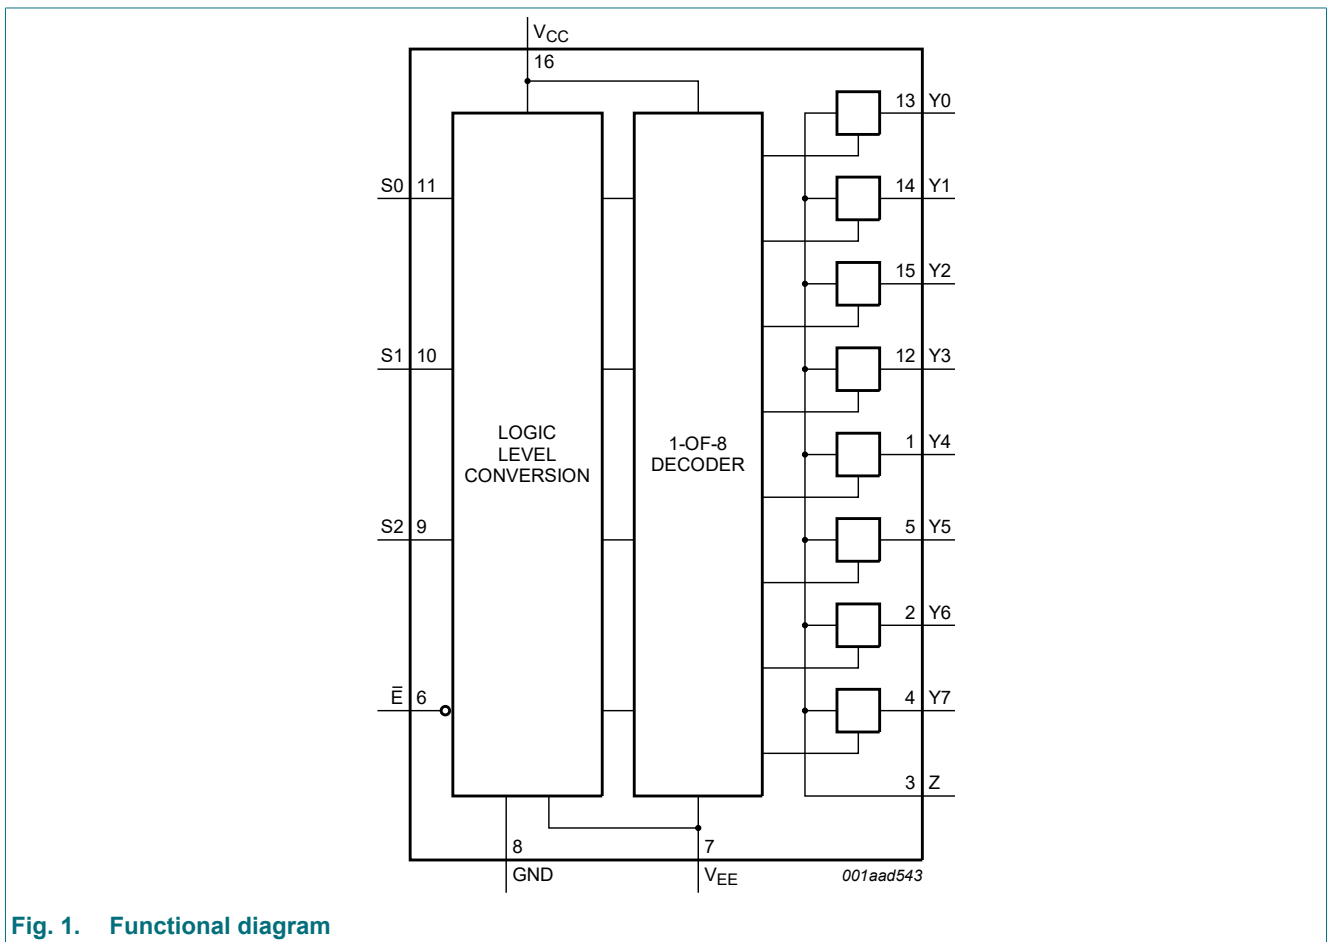 VCC
16
13 Y0
S0 11
14 Y1
15 Y2
S1 10
12 Y3
LOGIC
LEVEL
CONVERSION
1-OF-8
DECODER
1 Y4
S2 9
5 Y5
2 Y6
E̅ 6
4 Y7
3 Z
8
GND
7
VEE
001aad543
Fig. 1. Functional diagram